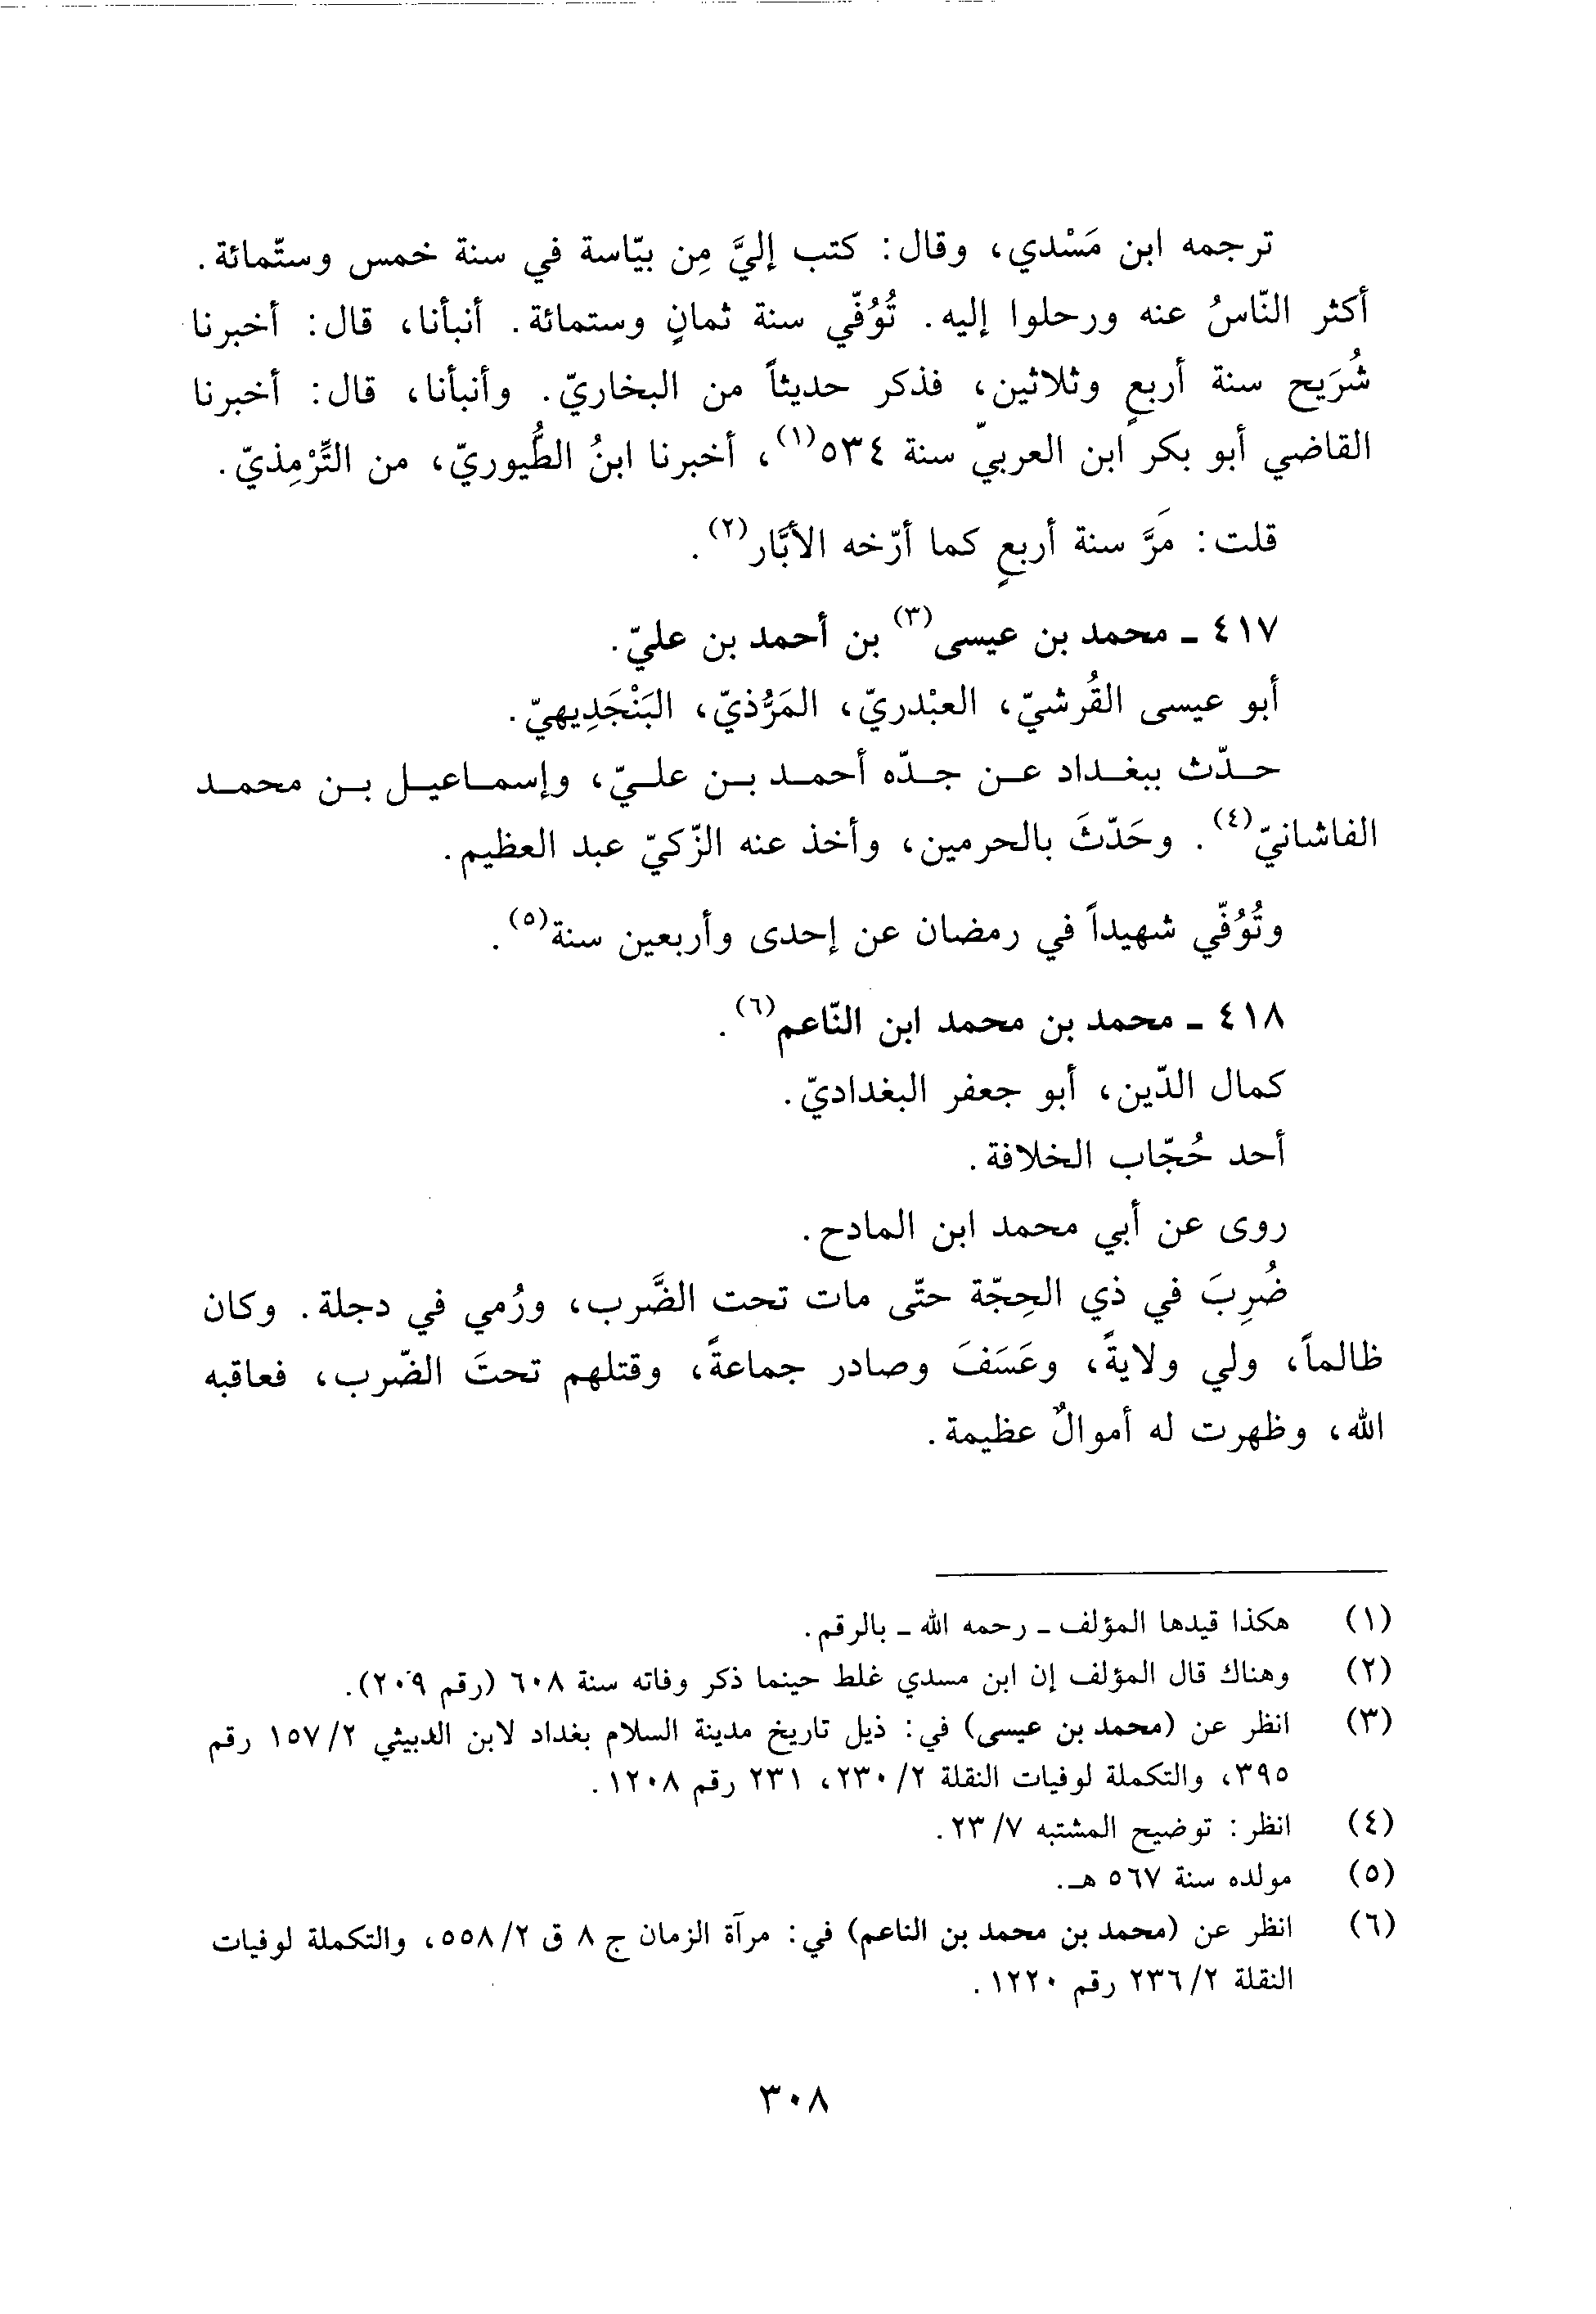 ترجمه ابن مَسْدي، وقال: كتب إليَّ مِن بيّاسة في سنة خمس وستّمائة.
أكثر النّاسُ عنه ورحلوا إليه. تُوُفّي سنة ثمانٍ وستمائة. أنبأنا، قال: أخبرنا
شُرَيح سنة أربعٍ وثلاثين، فذكر حديثاً من البخاريّ. وأنبأنا، قال: أخبرنا
القاضي أبو بكر ابن العربيّ سنة ٥٣٤(١)، أخبرنا ابنُ الطُّيوريّ، من التِّرْمِذيّ.
قلت: مَرَّ سنة أربعٍ كما أرّخه الأبَّار(٢).
٤١٧ ـ محمد بن عيسى(٣) بن أحمد بن عليّ.
أبو عيسى القُرشيّ، العبْدريّ، المَرُّذيّ، البَنْجَدِيهيّ.
حدّث ببغداد عن جدّه أحمد بن عليّ، وإسماعيل بن محمد
الفاشانيّ(٤). وحَدّثَ بالحرمين، وأخذ عنه الزّكيّ عبد العظيم.
وتُوُفّي شهيداً في رمضان عن إحدى وأربعين سنة(٥).
٤١٨ ـ محمد بن محمد ابن النّاعم(٦).
كمال الدّين، أبو جعفر البغداديّ.
أحد حُجّاب الخلافة.
روى عن أبي محمد ابن المادح.
ضُرِبَ في ذي الحِجّة حتّى مات تحت الضَّرب، ورُمي في دجلة. وكان
ظالماً، ولي ولايةً، وعَسَفَ وصادر جماعةً، وقتلهم تحتَ الضّرب، فعاقبه
الله، وظهرت له أموالٌ عظيمة.
(١) هكذا قيدها المؤلف ـ رحمه الله ـ بالرقم.
(٢) وهناك قال المؤلف إن ابن مسدي غلط حينما ذكر وفاته سنة ٦٠٨ (رقم ٢٠٩).
(٣) انظر عن (محمد بن عيسى) في: ذيل تاريخ مدينة السلام بغداد لابن الدبيثي ٢/١٥٧ رقم
٣٩٥، والتكملة لوفيات النقلة ٢/٢٣٠، ٢٣١ رقم ١٢٠٨.
(٤) انظر: توضيح المشتبه ٧/٢٣.
(٥) مولده سنة ٥٦٧ هـ.
(٦) انظر عن (محمد بن محمد بن الناعم) في: مرآة الزمان ج ٨ ق ٢/٥٥٨، والتكملة لوفيات
النقلة ٢/٢٣٦ رقم ١٢٢٠.
٣٠٨